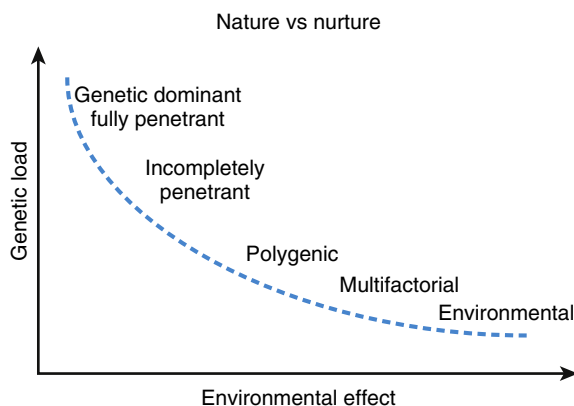 Nature vs nurture
Genetic dominant
fully penetrant
Incompletely
penetrant
Polygenic
Multifactorial
Environmental
Genetic load
Environmental effect